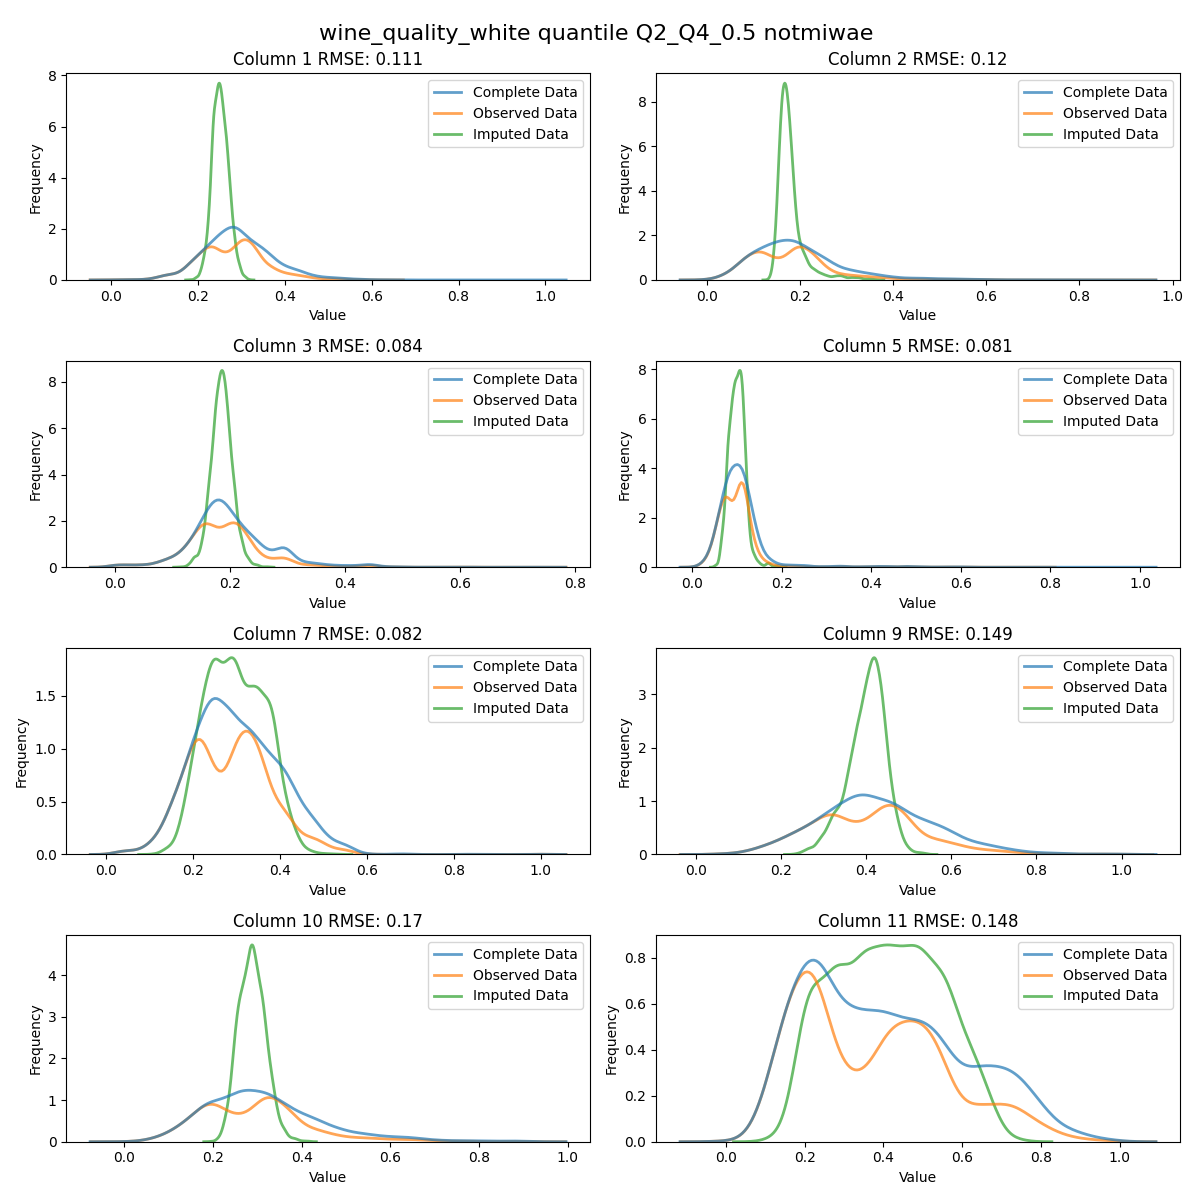 wine_quality_white quantile Q2_Q4_0.5 notmiwae
Column 1 RMSE: 0.111
8
6
4
2
0
Frequency
0.0 0.2 0.4 0.6 0.8 1.0
Value
Complete Data
Observed Data
Imputed Data
Column 2 RMSE: 0.12
8
6
4
2
0
Frequency
0.0 0.2 0.4 0.6 0.8 1.0
Value
Complete Data
Observed Data
Imputed Data
Column 3 RMSE: 0.084
8
6
4
2
0
Frequency
0.0 0.2 0.4 0.6 0.8
Value
Complete Data
Observed Data
Imputed Data
Column 5 RMSE: 0.081
8
6
4
2
0
Frequency
0.0 0.2 0.4 0.6 0.8 1.0
Value
Complete Data
Observed Data
Imputed Data
Column 7 RMSE: 0.082
1.5
1.0
0.5
0.0
Frequency
0.0 0.2 0.4 0.6 0.8 1.0
Value
Complete Data
Observed Data
Imputed Data
Column 9 RMSE: 0.149
3
2
1
0
Frequency
0.0 0.2 0.4 0.6 0.8 1.0
Value
Complete Data
Observed Data
Imputed Data
Column 10 RMSE: 0.17
4
3
2
1
0
Frequency
0.0 0.2 0.4 0.6 0.8 1.0
Value
Complete Data
Observed Data
Imputed Data
Column 11 RMSE: 0.148
0.8
0.6
0.4
0.2
0.0
Frequency
0.0 0.2 0.4 0.6 0.8 1.0
Value
Complete Data
Observed Data
Imputed Data